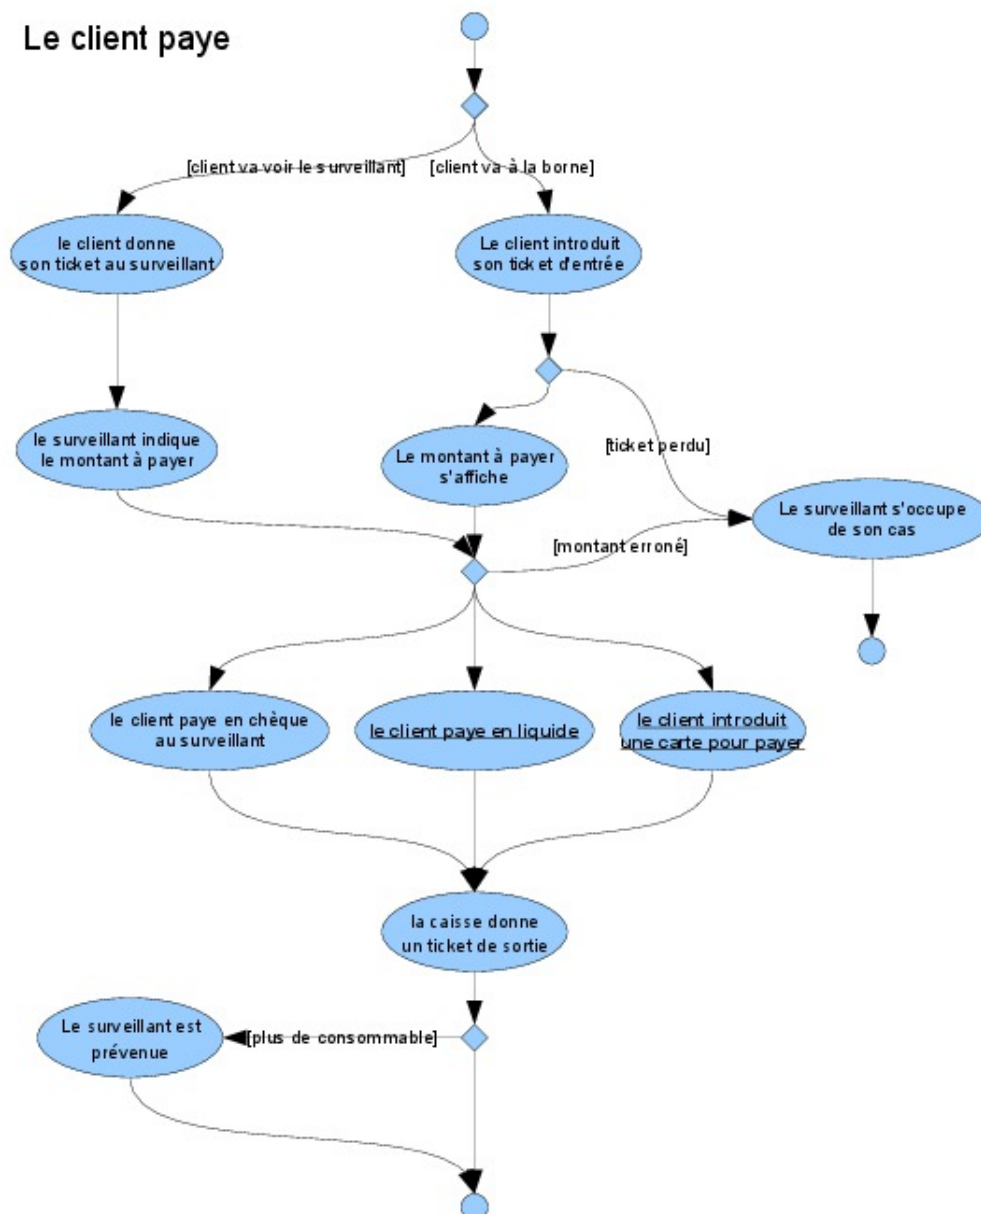 Le client paye
[client va voir le surveillant]
[client va à la borne]
le client donne
son ticket au surveillant
Le client introduit
son ticket d'entrée
le surveillant indique
le montant à payer
Le montant à payer
s'affiche
[ticket perdu]
Le surveillant s'occupe
de son cas
[montant erroné]
le client paye en chèque
au surveillant
le client paye en liquide
le client introduit
une carte pour payer
la caisse donne
un ticket de sortie
Le surveillant est
prévenue
[plus de consommable]